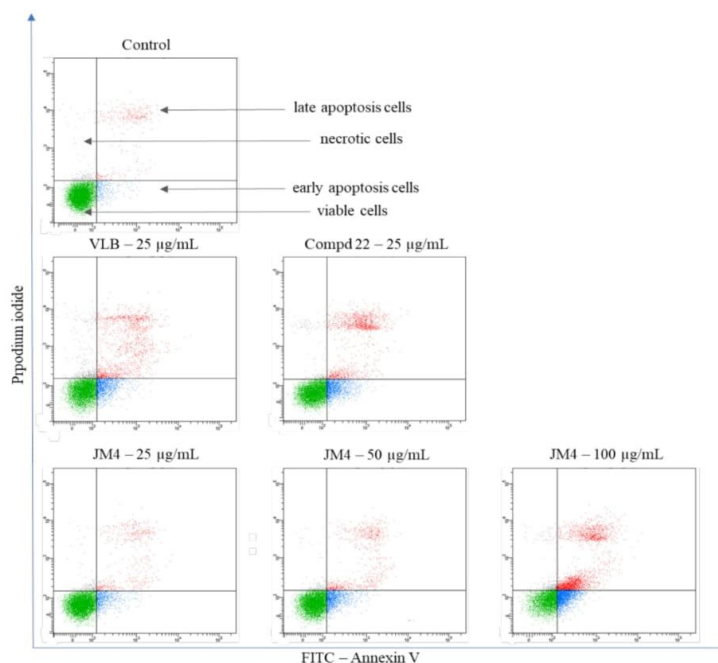 Control
late apoptosis cells
necrotic cells
early apoptosis cells
viable cells
VLB – 25 µg/mL
Compd 22 – 25 µg/mL
Prpodium iodide
JM4 – 25 µg/mL
JM4 – 50 µg/mL
JM4 – 100 µg/mL
FITC – Annexin V